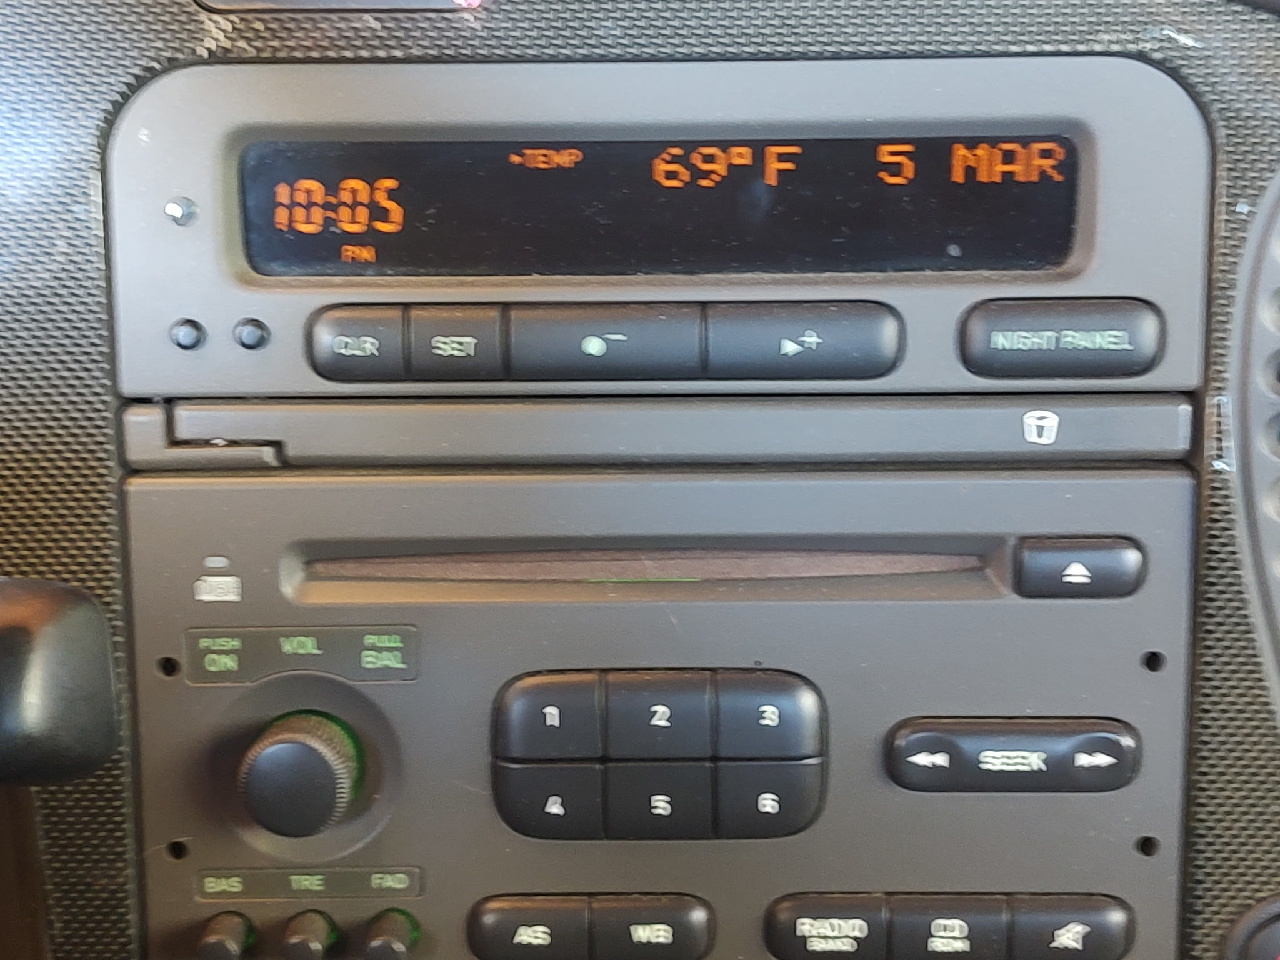 ▸TEMP 69°F 5 MAR
10:05
PM
CLR SET - + NIGHT PANEL
PUSH ON VOL PULL BAL
1 2 3
SEEK
4 5 6
BAS TRE FAD
AS WB RADIO BAND CD